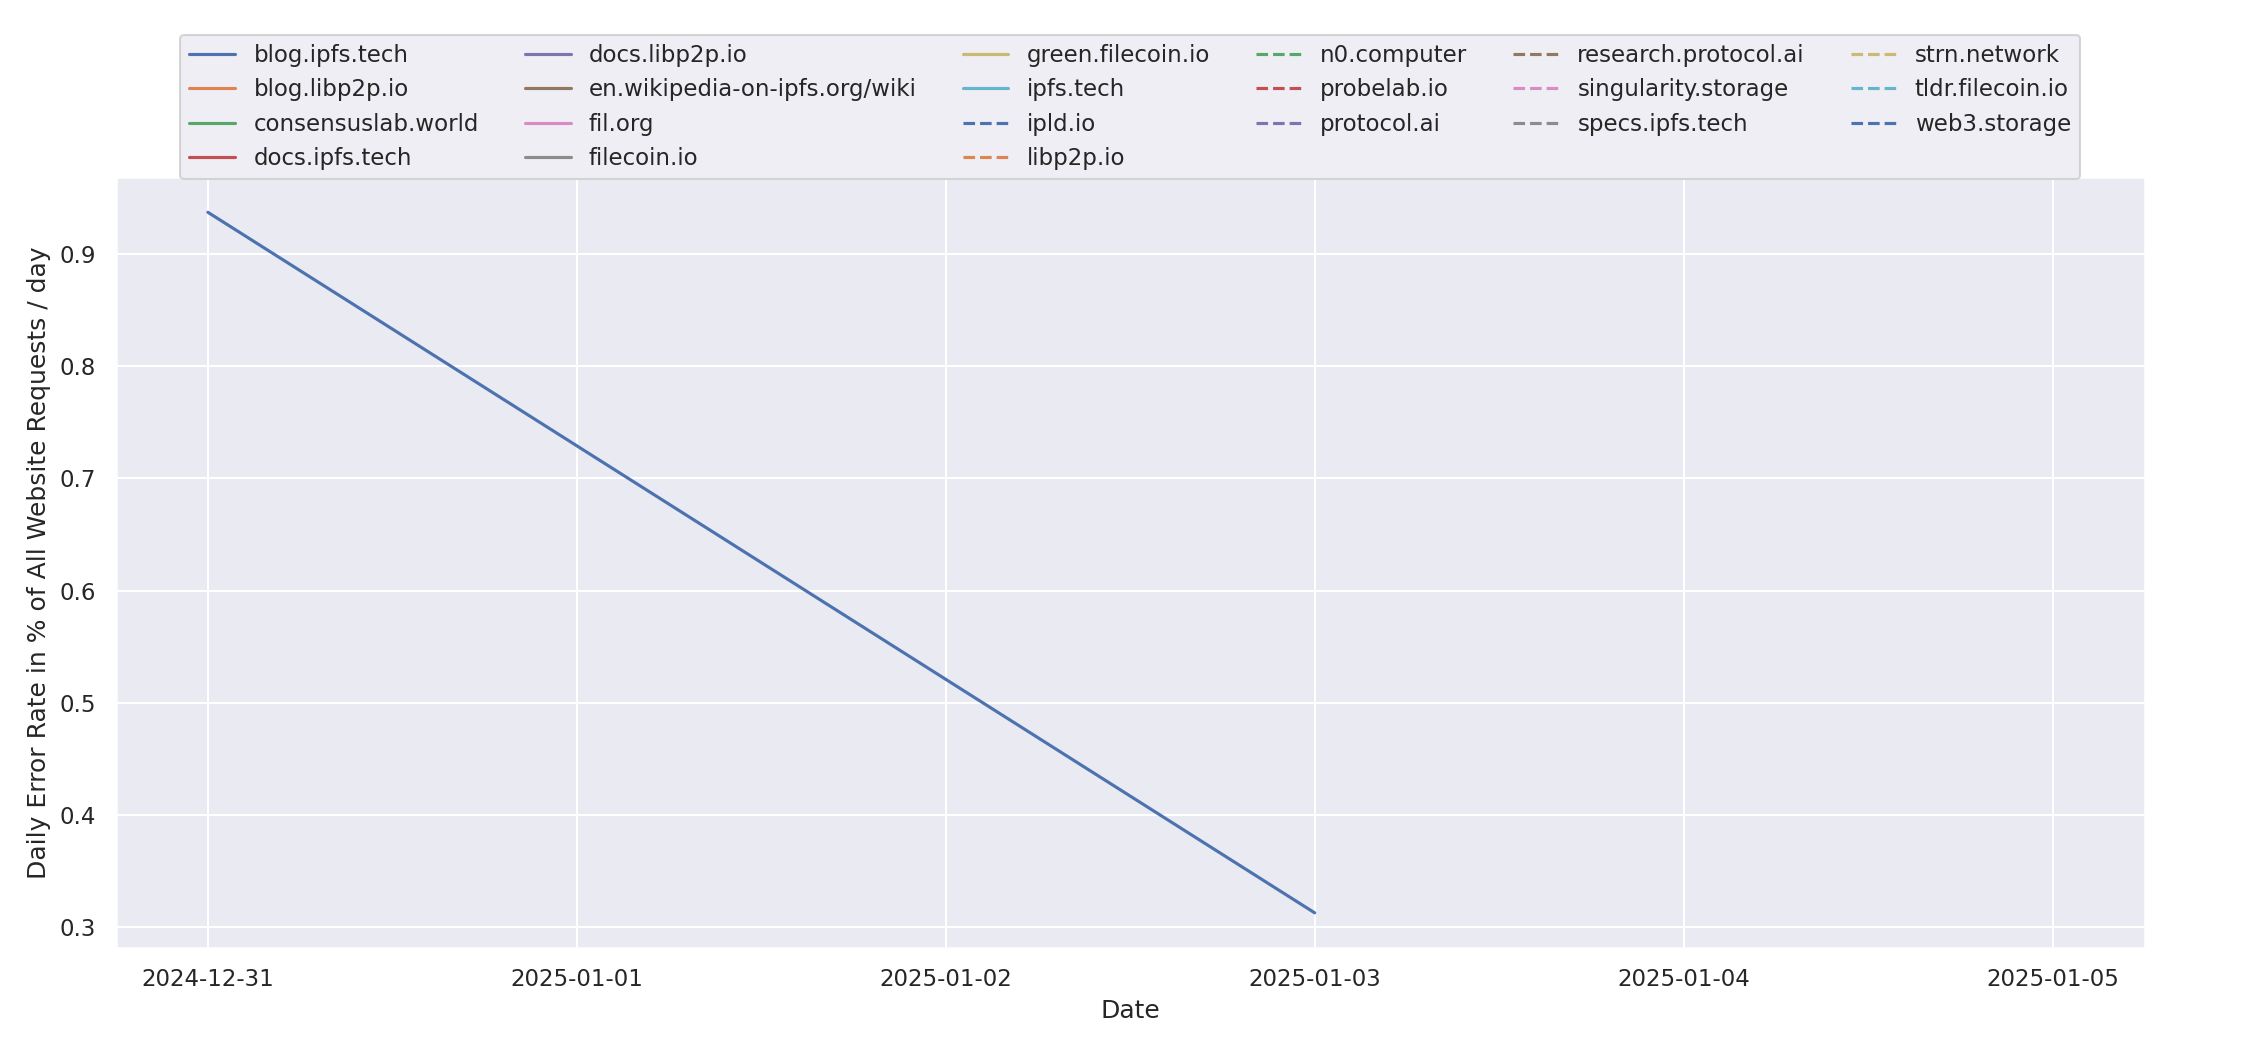 blog.ipfs.tech
blog.libp2p.io
consensuslab.world
docs.ipfs.tech
docs.libp2p.io
en.wikipedia-on-ipfs.org/wiki
fil.org
filecoin.io
green.filecoin.io
ipfs.tech
ipld.io
libp2p.io
n0.computer
probelab.io
protocol.ai
research.protocol.ai
singularity.storage
specs.ipfs.tech
strn.network
tldr.filecoin.io
web3.storage
Daily Error Rate in % of All Website Requests / day
0.9
0.8
0.7
0.6
0.5
0.4
0.3
2024-12-31 2025-01-01 2025-01-02 2025-01-03 2025-01-04 2025-01-05
Date